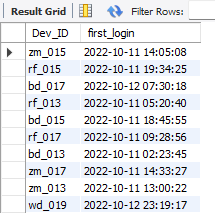 Result Grid Filter Rows:
Dev_ID first_login
zm_015 2022-10-11 14:05:08
rf_015 2022-10-11 19:34:25
bd_017 2022-10-12 07:30:18
rf_013 2022-10-11 05:20:40
bd_015 2022-10-11 18:45:55
rf_017 2022-10-11 09:28:56
bd_013 2022-10-11 02:23:45
zm_017 2022-10-11 14:33:27
zm_013 2022-10-11 13:00:22
wd_019 2022-10-12 23:19:17